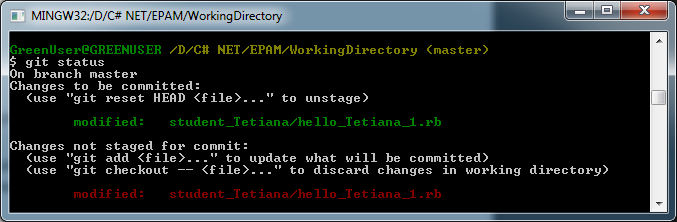 MINGW32:/D/C# NET/EPAM/WorkingDirectory
GreenUser@GREENUSER /D/C# NET/EPAM/WorkingDirectory (master)
$ git status
On branch master
Changes to be committed:
  (use "git reset HEAD <file>..." to unstage)
        modified:   student_Tetiana/hello_Tetiana_1.rb
Changes not staged for commit:
  (use "git add <file>..." to update what will be committed)
  (use "git checkout -- <file>..." to discard changes in working directory)
        modified:   student_Tetiana/hello_Tetiana_1.rb